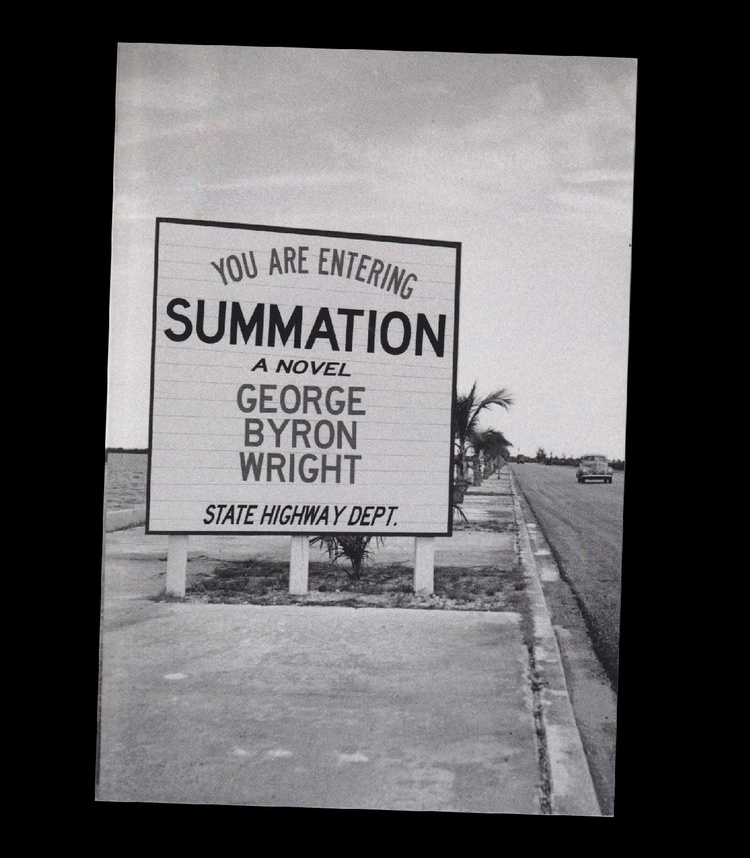 YOU ARE ENTERING
SUMMATION
A NOVEL
GEORGE
BYRON
WRIGHT
STATE HIGHWAY DEPT.